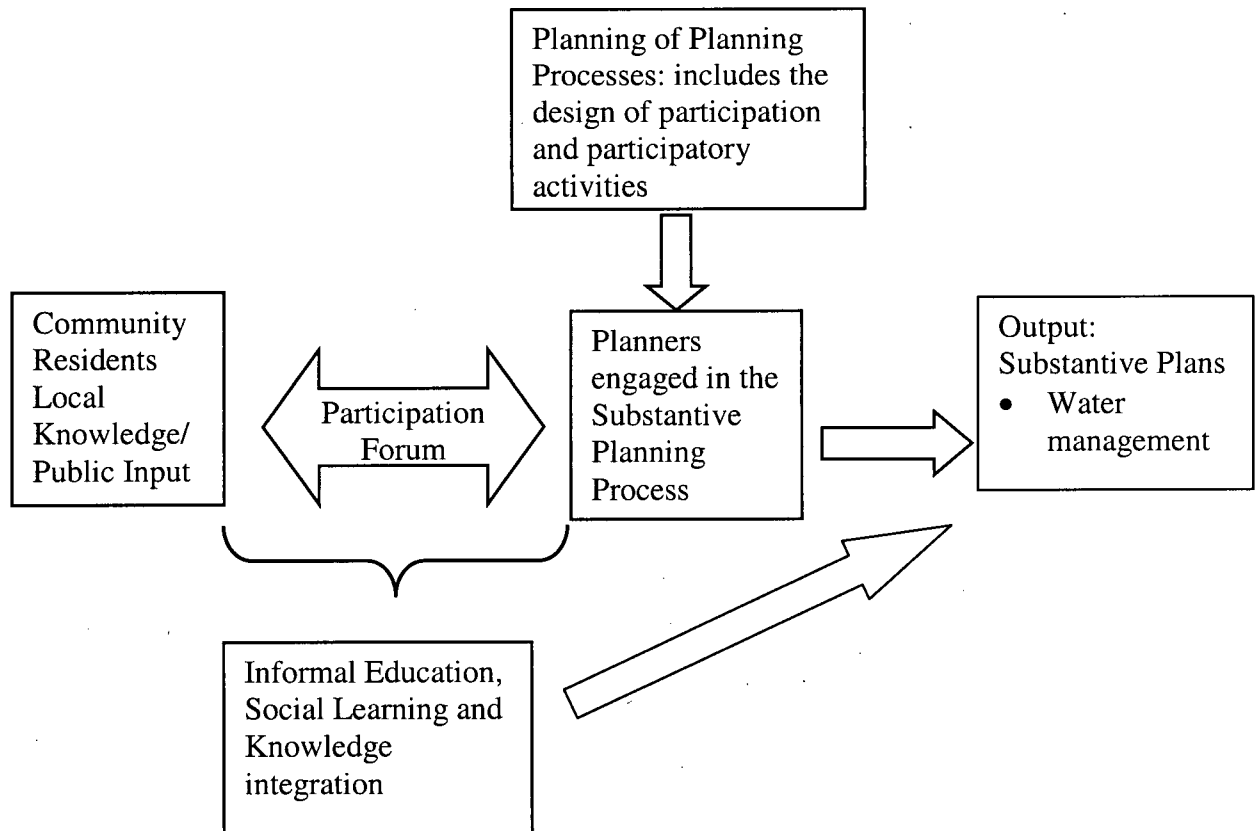 Planning of Planning
Processes: includes the
design of participation
and participatory
activities
Community
Residents
Local
Knowledge/
Public Input
Participation
Forum
Planners
engaged in the
Substantive
Planning
Process
Output:
Substantive Plans
• Water
management
Informal Education,
Social Learning and
Knowledge
integration